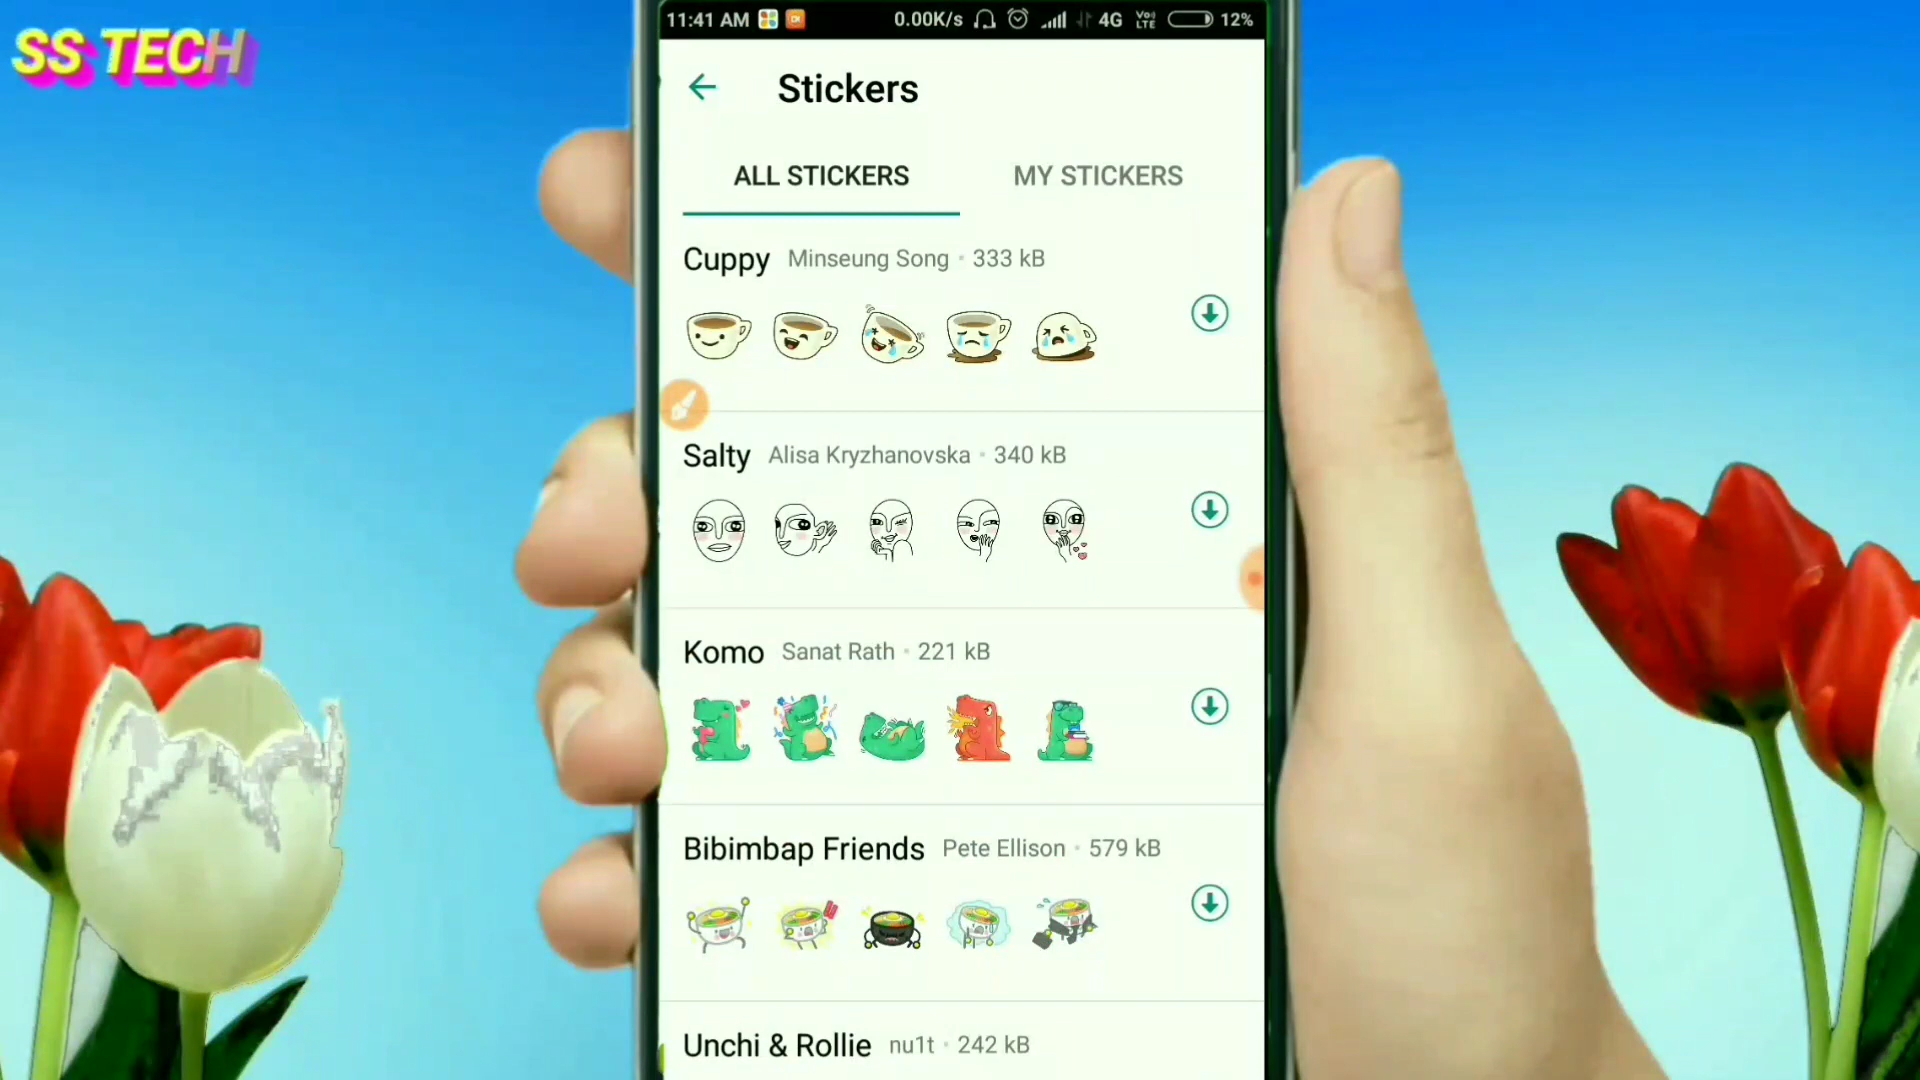 SS TECH
11:41 AM 0.00K/s 4G Vo) LTE 12%
Stickers
ALL STICKERS MY STICKERS
Cuppy Minseung Song • 333 kB
Salty Alisa Kryzhanovska • 340 kB
Komo Sanat Rath • 221 kB
Bibimbap Friends Pete Ellison • 579 kB
Unchi & Rollie nu1t • 242 kB